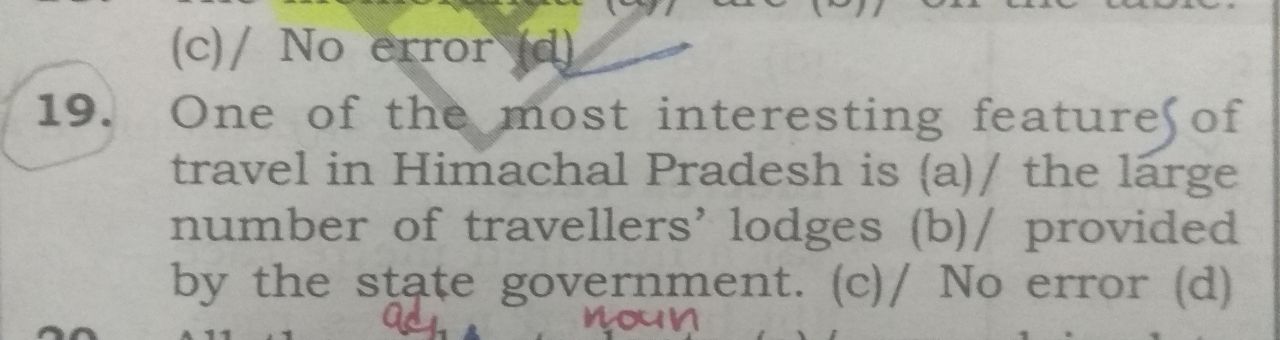 (c)/ No error (d)
19. One of the most interesting features of
travel in Himachal Pradesh is (a)/ the large
number of travellers' lodges (b)/ provided
by the state government. (c)/ No error (d)
adj noun